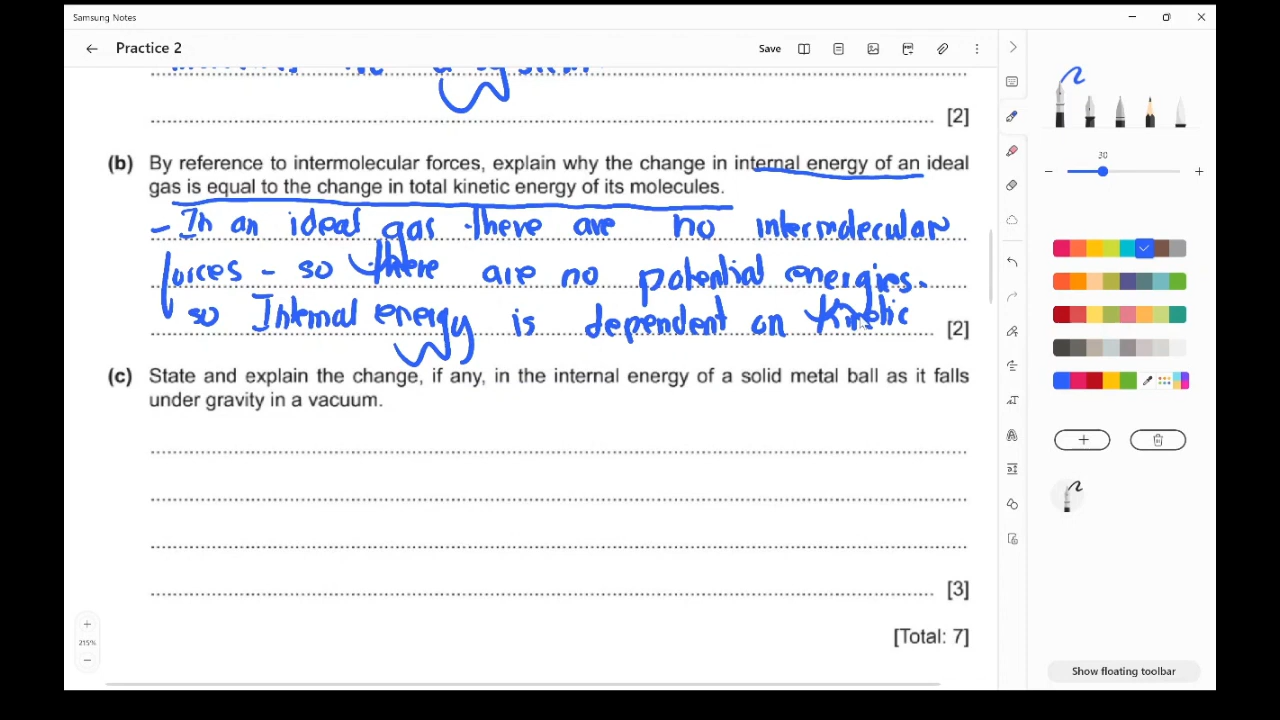 Samsung Notes
Practice 2
Save
[2]
(b) By reference to intermolecular forces, explain why the change in internal energy of an ideal
gas is equal to the change in total kinetic energy of its molecules.
- In an ideal gas there are no intermolecular
forces - so there are no potential energies.
so Internal energy is dependent on kinetic
[2]
(c) State and explain the change, if any, in the internal energy of a solid metal ball as it falls
under gravity in a vacuum.
[3]
[Total: 7]
215%
30
Show floating toolbar